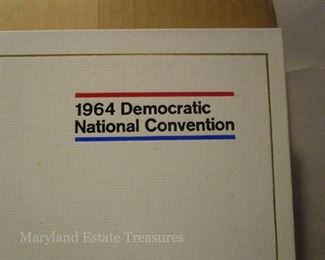 1964 Democratic
National Convention
Maryland Estate Treasures